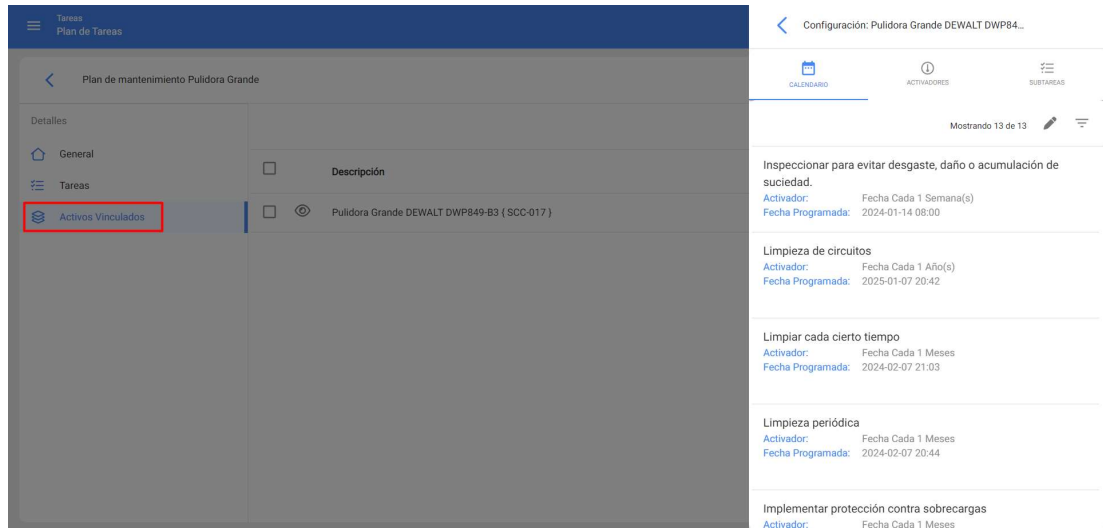 Tareas
Plan de Tareas
Plan de mantenimiento Pulidora Grande
Detalles
General
Tareas
Activos Vinculados
Descripción
Pulidora Grande DEWALT DWP849-B3 { SCC-017 }
Configuración: Pulidora Grande DEWALT DWP84...
CALENDARIO
ACTIVADORES
SUBTAREAS
Mostrando 13 de 13
Inspeccionar para evitar desgaste, daño o acumulación de
suciedad.
Activador: Fecha Cada 1 Semana(s)
Fecha Programada: 2024-01-14 08:00
Limpieza de circuitos
Activador: Fecha Cada 1 Año(s)
Fecha Programada: 2025-01-07 20:42
Limpiar cada cierto tiempo
Activador: Fecha Cada 1 Meses
Fecha Programada: 2024-02-07 21:03
Limpieza periódica
Activador: Fecha Cada 1 Meses
Fecha Programada: 2024-02-07 20:44
Implementar protección contra sobrecargas
Activador: Fecha Cada 1 Meses